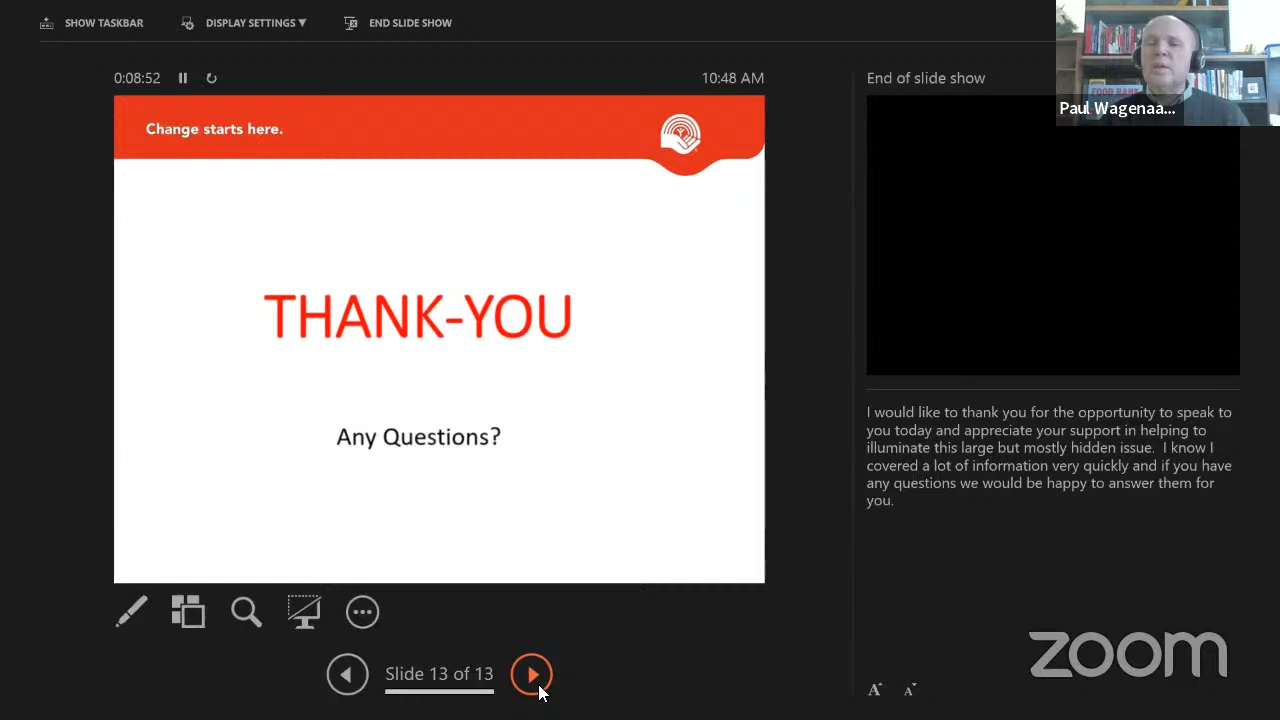 SHOW TASKBAR
DISPLAY SETTINGS ▼
END SLIDE SHOW
0:08:52
10:48 AM
End of slide show
FOOD BANK
Paul Wagenaa...
Change starts here.
THANK-YOU
Any Questions?
I would like to thank you for the opportunity to speak to
you today and appreciate your support in helping to
illuminate this large but mostly hidden issue.  I know I
covered a lot of information very quickly and if you have
any questions we would be happy to answer them for
you.
Slide 13 of 13
zoom
A A